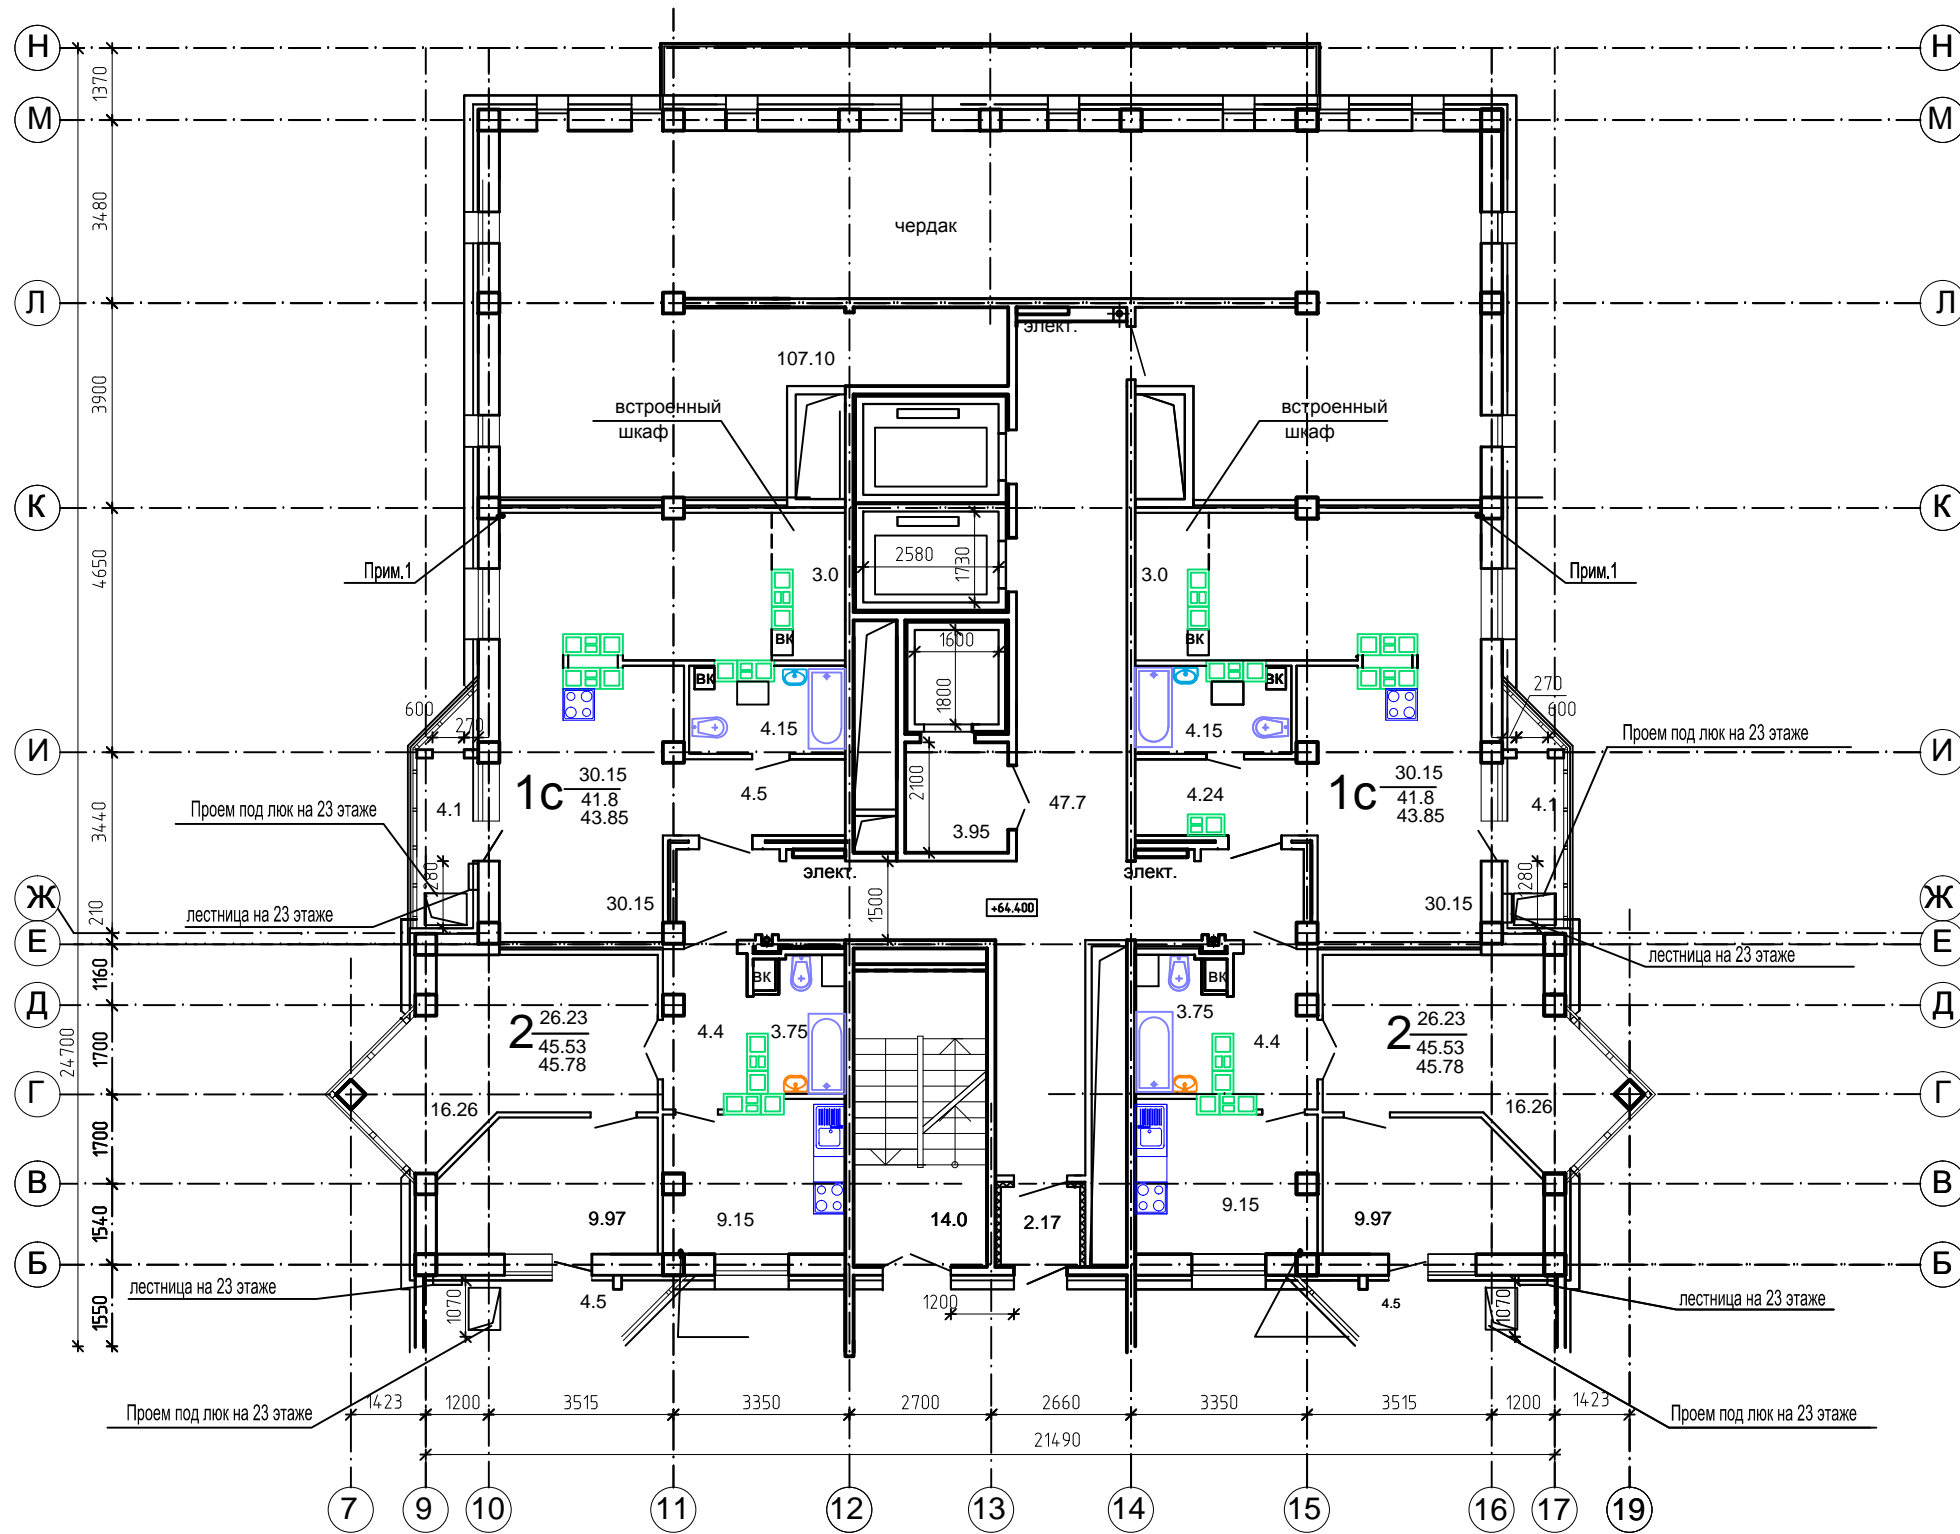 Н
Н
1370
М
М
3480
чердак
Л
Л
элект.
107.10
3900
встроенный
шкаф
встроенный
шкаф
К
К
4650
2580
1730
Прим.1
3.0
3.0
Прим.1
ВК
ВК
1600
ВК
ВК
600
270
1800
270
600
4.15
4.15
И
И
Проем под люк на 23 этаже
1с
30.15
41.8
43.85
4.5
2100
47.7
4.24
1с
30.15
41.8
43.85
4.1
4.1
Проем под люк на 23 этаже
3440
3.95
280
элект.
элект.
1280
Ж
Ж
210
лестница на 23 этаже
30.15
1500
+64.400
30.15
Е
Е
лестница на 23 этаже
1160
ВК
ВК
Д
Д
24700
1700
2
26.23
45.53
45.78
4.4
3.75
3.75
4.4
2
26.23
45.53
45.78
Г
Г
16.26
16.26
1700
В
В
1540
9.97
9.15
14.0
2.17
9.15
9.97
Б
Б
лестница на 23 этаже
1550
1070
4.5
1200
4.5
1070
лестница на 23 этаже
Проем под люк на 23 этаже
1423
1200
3515
3350
2700
2660
3350
3515
1200
1423
Проем под люк на 23 этаже
21490
7
9
10
11
12
13
14
15
16
17
19